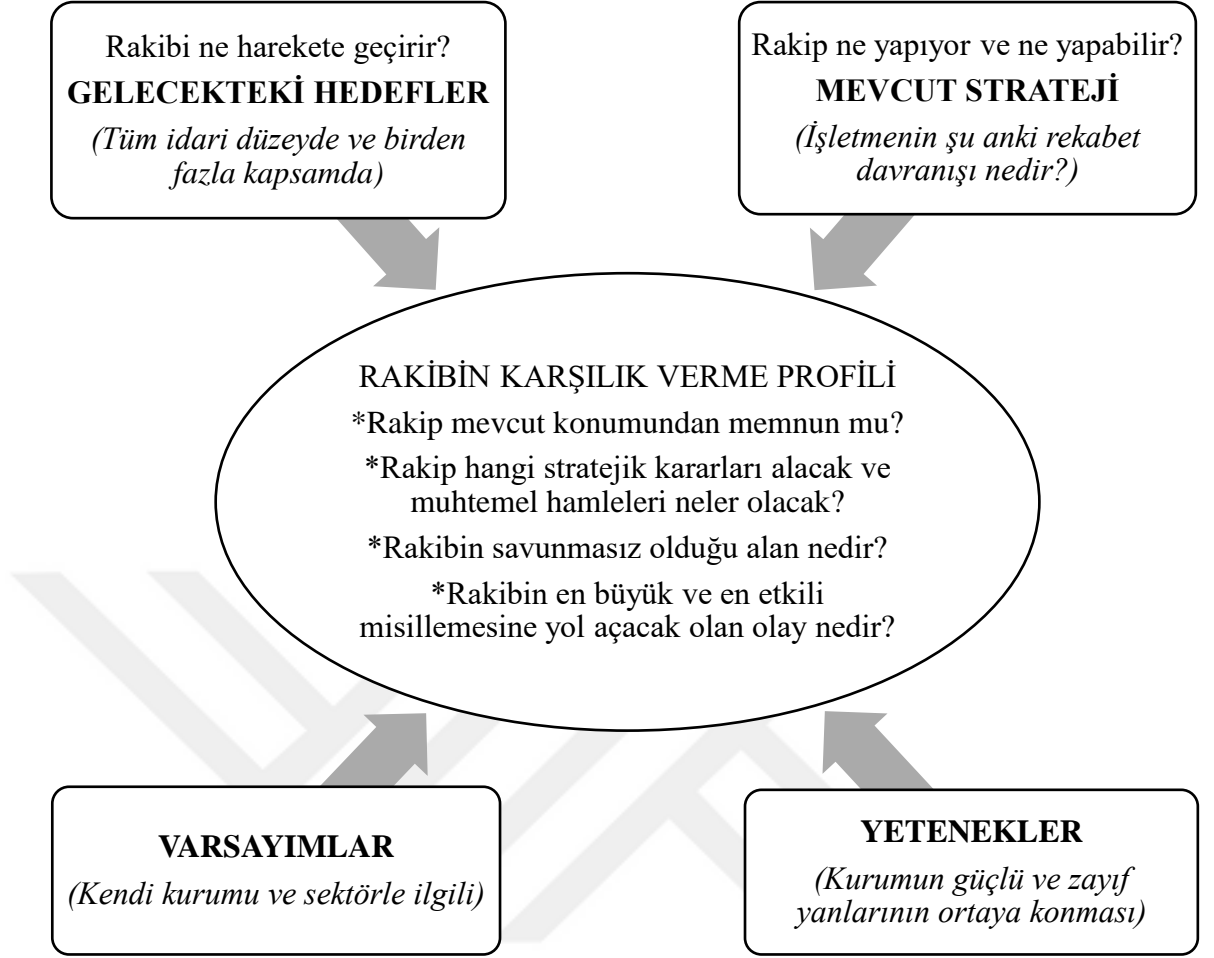 Rakibi ne harekete geçirir?
GELECEKTEKİ HEDEFLER
(Tüm idari düzeyde ve birden
fazla kapsamda)
Rakip ne yapıyor ve ne yapabilir?
MEVCUT STRATEJİ
(İşletmenin şu anki rekabet
davranışı nedir?)
RAKİBİN KARŞILIK VERME PROFİLİ
*Rakip mevcut konumundan memnun mu?
*Rakip hangi stratejik kararları alacak ve
muhtemel hamleleri neler olacak?
*Rakibin savunmasız olduğu alan nedir?
*Rakibin en büyük ve en etkili
misillemesine yol açacak olan olay nedir?
VARSAYIMLAR
(Kendi kurumu ve sektörle ilgili)
YETENEKLER
(Kurumun güçlü ve zayıf
yanlarının ortaya konması)